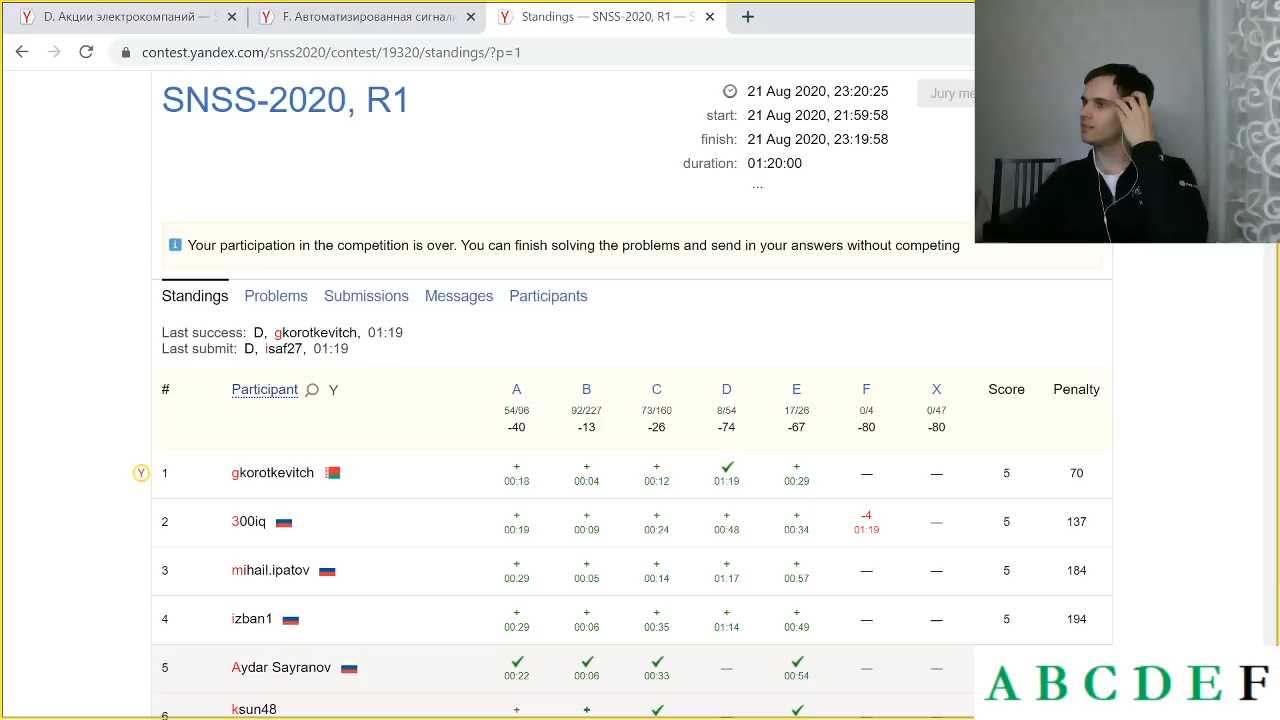 D. Акции электрокомпаний — S
F. Автоматизированная сигнали
Standings — SNSS-2020, R1 — S
contest.yandex.com/snss2020/contest/19320/standings/?p=1
SNSS-2020, R1
21 Aug 2020, 23:20:25
start: 21 Aug 2020, 21:59:58
finish: 21 Aug 2020, 23:19:58
duration: 01:20:00
...
Jury me
Your participation in the competition is over. You can finish solving the problems and send in your answers without competing
Standings Problems Submissions Messages Participants
Last success: D, gkorotkevitch, 01:19
Last submit: D, isaf27, 01:19
# Participant Y A B C D E F X Score Penalty
54/96 92/227 73/160 8/54 17/26 0/4 0/47
-40 -13 -26 -74 -67 -80 -80
Y 1 gkorotkevitch + + + ✓ + — — 5 70
00:18 00:04 00:12 01:19 00:29
2 300iq + + + + + -4 — 5 137
00:19 00:09 00:24 00:48 00:34 01:19
3 mihail.ipatov + + + + + — — 5 184
00:29 00:05 00:14 01:17 00:57
4 izban1 + + + + + — — 5 194
00:29 00:06 00:35 01:14 00:49
5 Aydar Sayranov ✓ ✓ ✓ — ✓ — —
00:22 00:06 00:33 00:54
6 ksun48 + + ✓ ✓
A B C D E F